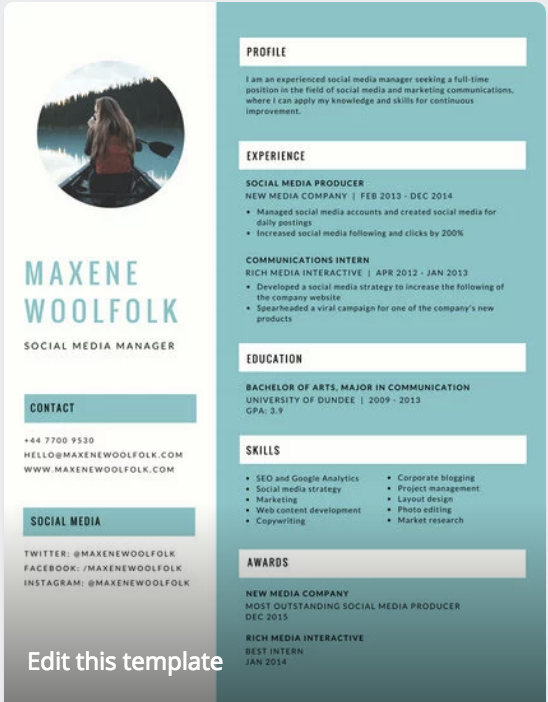 MAXENE
WOOLFOLK
SOCIAL MEDIA MANAGER
CONTACT
+44 7700 9530
HELLO@MAXENEWOOLFOLK.COM
WWW.MAXENEWOOLFOLK.COM
SOCIAL MEDIA
TWITTER: @MAXENEWOOLFOLK
FACEBOOK: /MAXENEWOOLFOLK
INSTAGRAM: @MAXENEWOOLFOLK
PROFILE
I am an experienced social media manager seeking a full-time
position in the field of social media and marketing communications,
where I can apply my knowledge and skills for continuous
improvement.
EXPERIENCE
SOCIAL MEDIA PRODUCER
NEW MEDIA COMPANY | FEB 2013 - DEC 2014
• Managed social media accounts and created social media for
daily postings
• Increased social media following and clicks by 200%
COMMUNICATIONS INTERN
RICH MEDIA INTERACTIVE | APR 2012 - JAN 2013
• Developed a social media strategy to increase the following of
the company website
• Spearheaded a viral campaign for one of the company's new
products
EDUCATION
BACHELOR OF ARTS, MAJOR IN COMMUNICATION
UNIVERSITY OF DUNDEE | 2009 - 2013
GPA: 3.9
SKILLS
• SEO and Google Analytics
• Social media strategy
• Marketing
• Web content development
• Copywriting
• Corporate blogging
• Project management
• Layout design
• Photo editing
• Market research
AWARDS
NEW MEDIA COMPANY
MOST OUTSTANDING SOCIAL MEDIA PRODUCER
DEC 2015
RICH MEDIA INTERACTIVE
BEST INTERN
JAN 2014
Edit this template